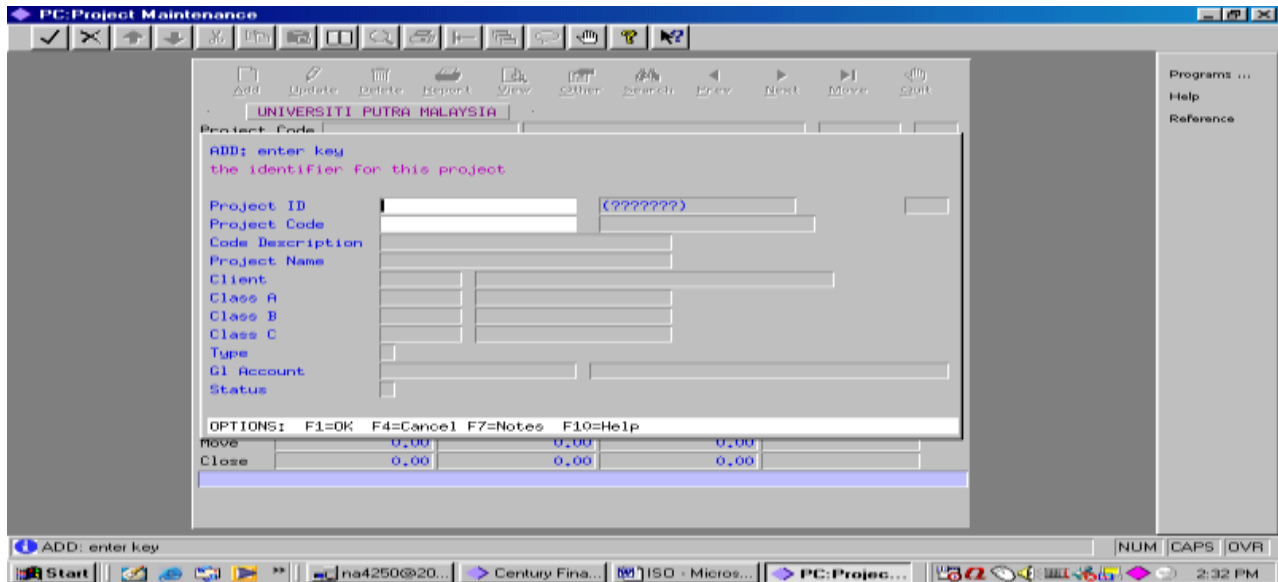 PC:Project Maintenance
Programs ...
Help
Reference
Add Update Delete Report View Other Search Prev Next Move Quit
UNIVERSITI PUTRA MALAYSIA
Project Code
ADD: enter key
the identifier for this project
Project ID (???????)
Project Code
Code Description
Project Name
Client
Class A
Class B
Class C
Type
Gl Account
Status
OPTIONS: F1=OK F4=Cancel F7=Notes F10=Help
Move 0.00 0.00 0.00
Close 0.00 0.00 0.00
ADD: enter key NUM CAPS OVR
Start » na4250@20... Century Fina... ISO - Micros... PC:Projec... 2:32 PM